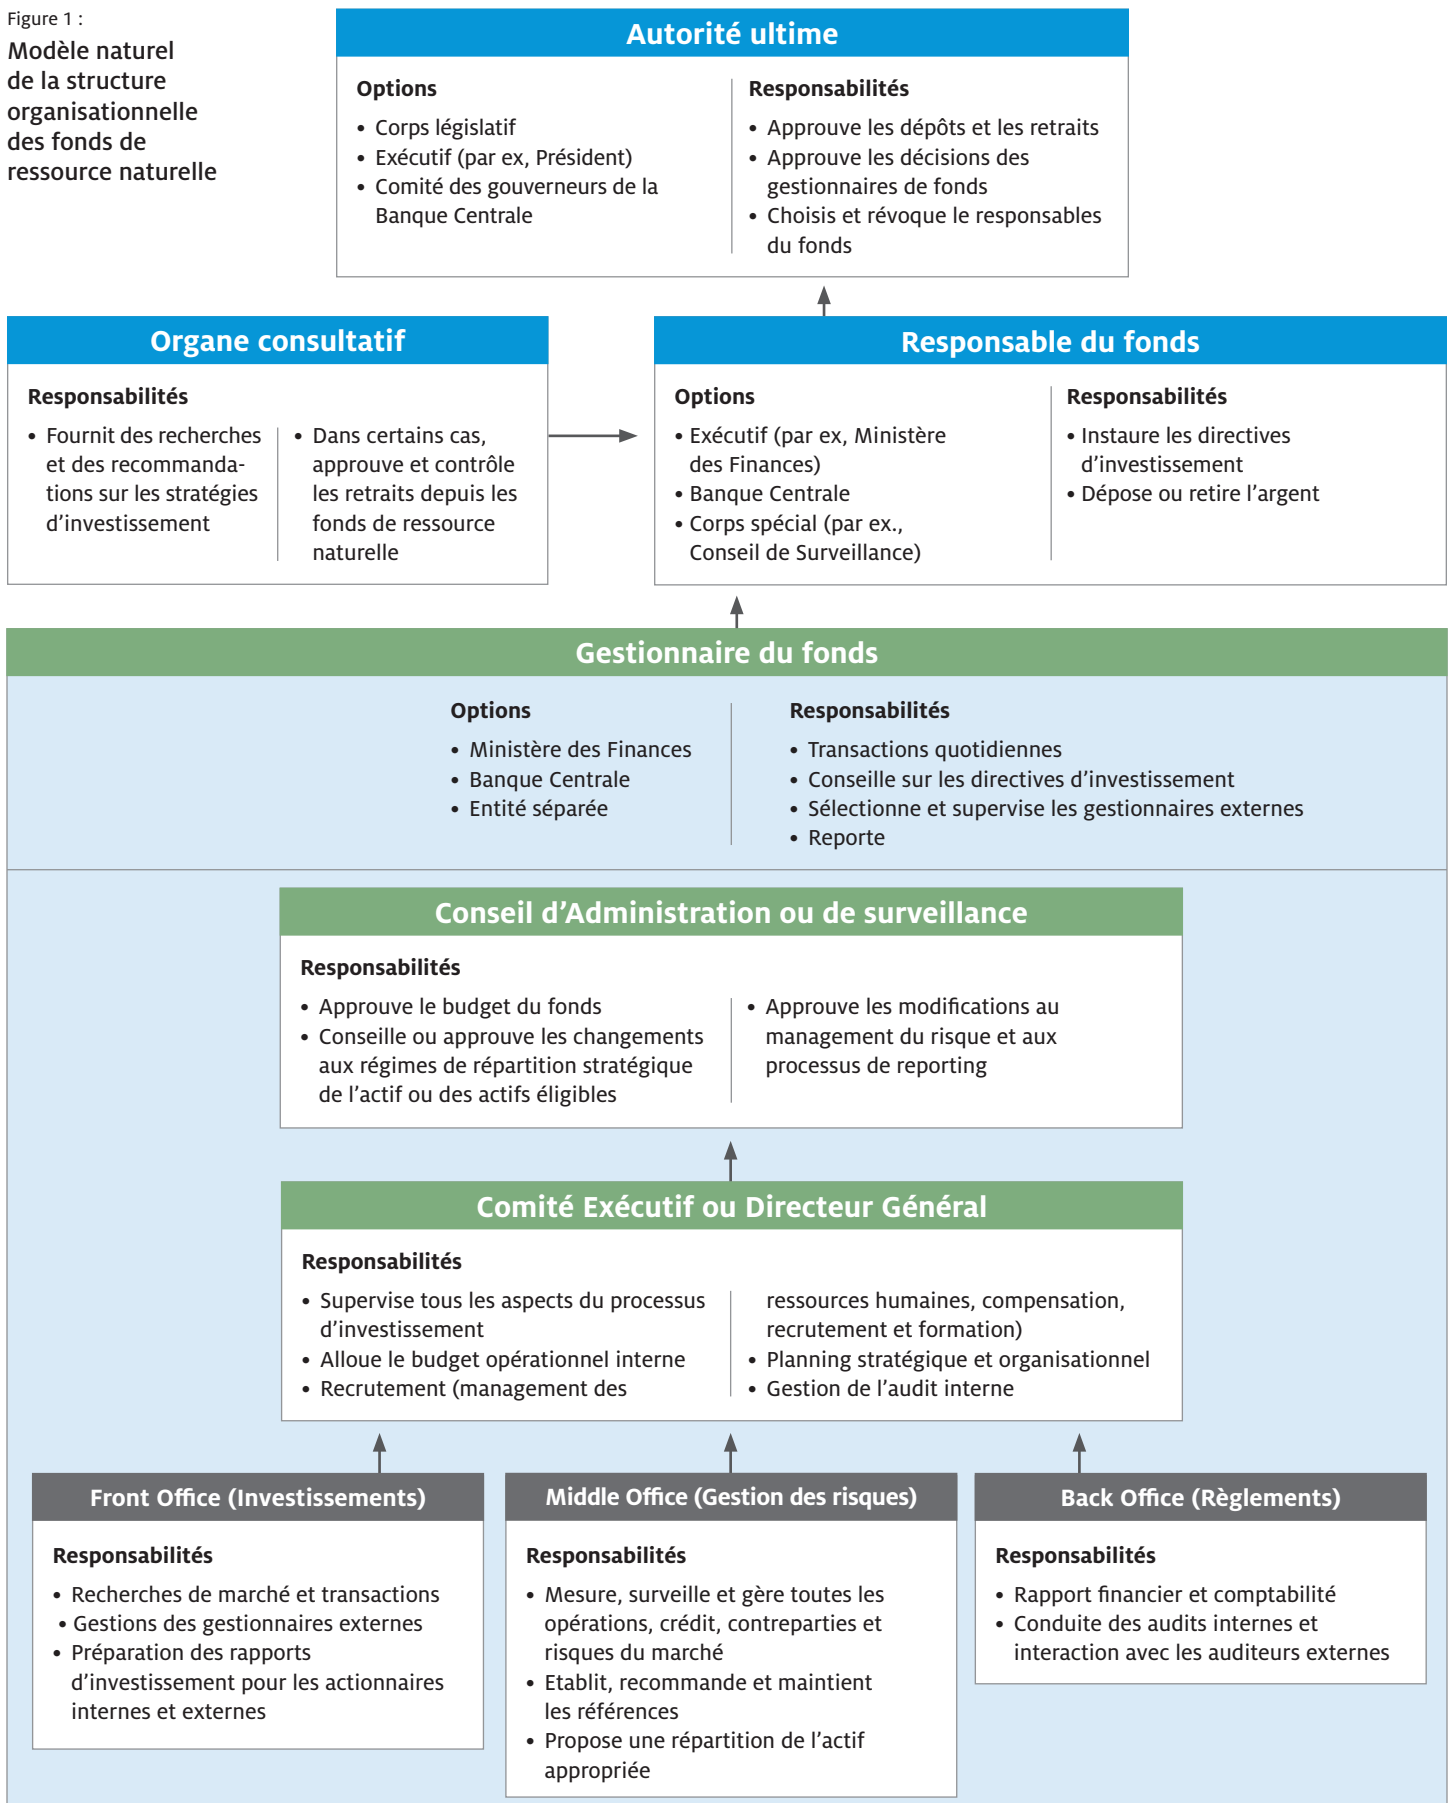 Figure 1 :
Modèle naturel
de la structure
organisationnelle
des fonds de
ressource naturelle
Autorité ultime
Options
• Corps législatif
• Exécutif (par ex, Président)
• Comité des gouverneurs de la
Banque Centrale
Responsabilités
• Approuve les dépôts et les retraits
• Approuve les décisions des
gestionnaires de fonds
• Choisis et révoque le responsables
du fonds
Organe consultatif
Responsabilités
• Fournit des recherches
et des recommanda-
tions sur les stratégies
d’investissement
• Dans certains cas,
approuve et contrôle
les retraits depuis les
fonds de ressource
naturelle
Responsable du fonds
Options
• Exécutif (par ex, Ministère
des Finances)
• Banque Centrale
• Corps spécial (par ex.,
Conseil de Surveillance)
Responsabilités
• Instaure les directives
d’investissement
• Dépose ou retire l’argent
Gestionnaire du fonds
Options
• Ministère des Finances
• Banque Centrale
• Entité séparée
Responsabilités
• Transactions quotidiennes
• Conseille sur les directives d’investissement
• Sélectionne et supervise les gestionnaires externes
• Reporte
Conseil d’Administration ou de surveillance
Responsabilités
• Approuve le budget du fonds
• Conseille ou approuve les changements
aux régimes de répartition stratégique
de l’actif ou des actifs éligibles
• Approuve les modifications au
management du risque et aux
processus de reporting
Comité Exécutif ou Directeur Général
Responsabilités
• Supervise tous les aspects du processus
d’investissement
• Alloue le budget opérationnel interne
• Recrutement (management des
ressources humaines, compensation,
recrutement et formation)
• Planning stratégique et organisationnel
• Gestion de l’audit interne
Front Office (Investissements)
Responsabilités
• Recherches de marché et transactions
• Gestions des gestionnaires externes
• Préparation des rapports
d’investissement pour les actionnaires
internes et externes
Middle Office (Gestion des risques)
Responsabilités
• Mesure, surveille et gère toutes les
opérations, crédit, contreparties et
risques du marché
• Etablit, recommande et maintient
les références
• Propose une répartition de l’actif
appropriée
Back Office (Règlements)
Responsabilités
• Rapport financier et comptabilité
• Conduite des audits internes et
interaction avec les auditeurs externes